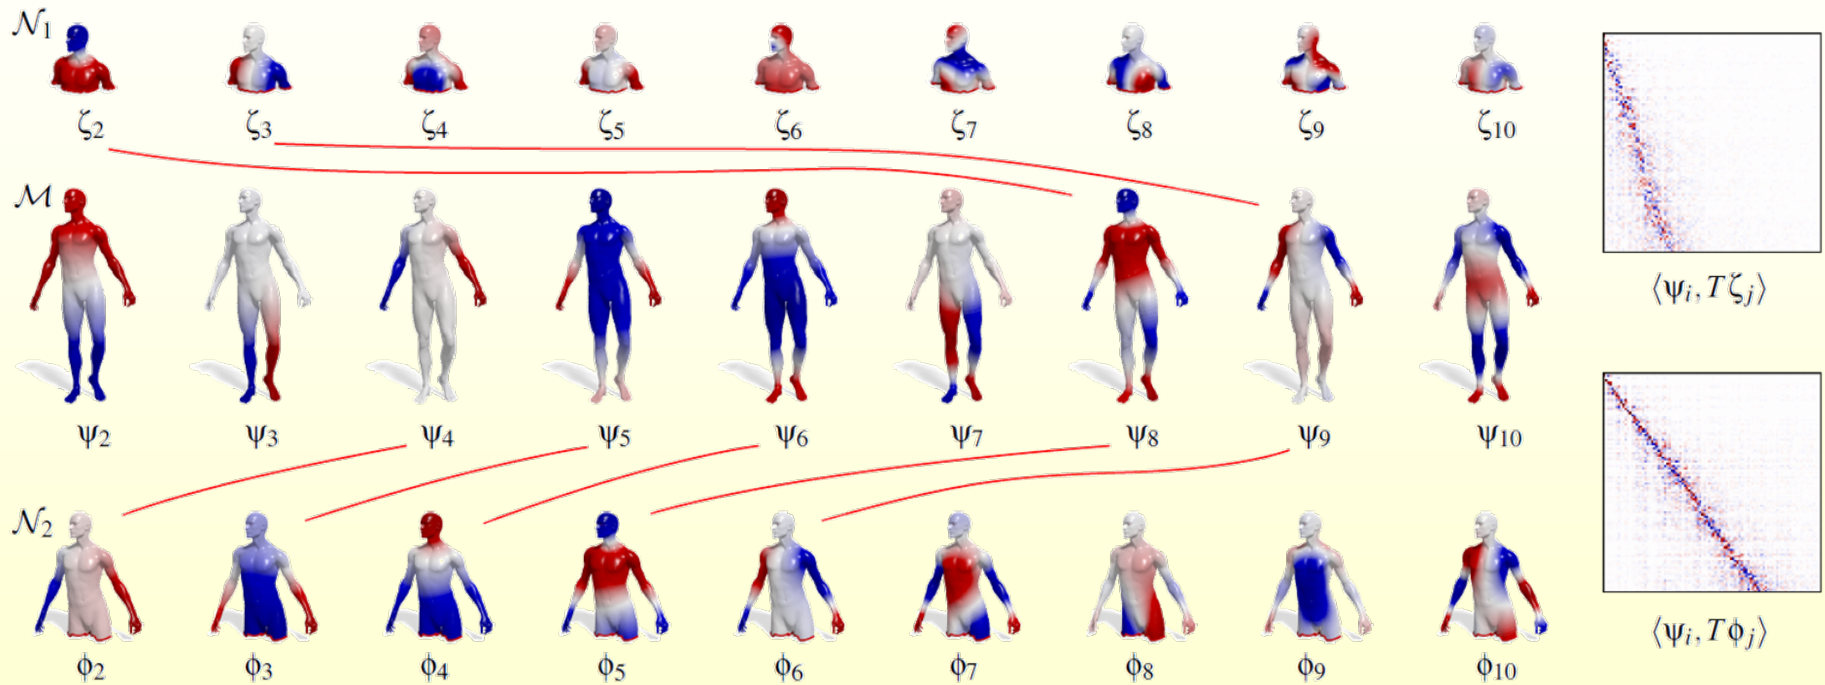 𝒩₁
ζ₂ ζ₃ ζ₄ ζ₅ ζ₆ ζ₇ ζ₈ ζ₉ ζ₁₀
⟨ψᵢ, Tζⱼ⟩
ℳ
ψ₂ ψ₃ ψ₄ ψ₅ ψ₆ ψ₇ ψ₈ ψ₉ ψ₁₀
𝒩₂
ϕ₂ ϕ₃ ϕ₄ ϕ₅ ϕ₆ ϕ₇ ϕ₈ ϕ₉ ϕ₁₀
⟨ψᵢ, Tϕⱼ⟩